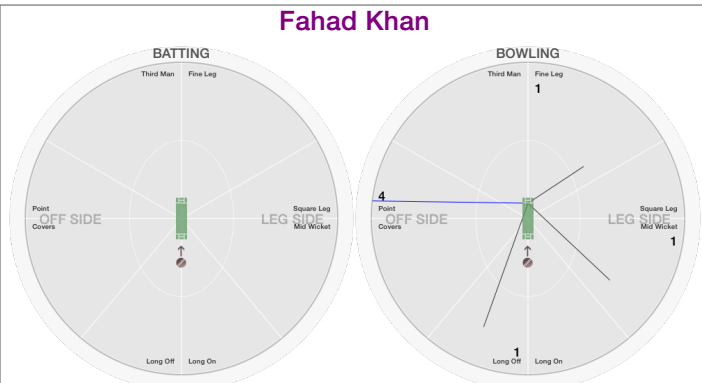 Fahad Khan
BATTING
Third Man Fine Leg
Point
OFF SIDE
Covers
Square Leg
LEG SIDE
Mid Wicket
Long Off Long On
BOWLING
Third Man Fine Leg
1
4
Point
OFF SIDE
Covers
Square Leg
LEG SIDE
Mid Wicket
1
1
Long Off Long On